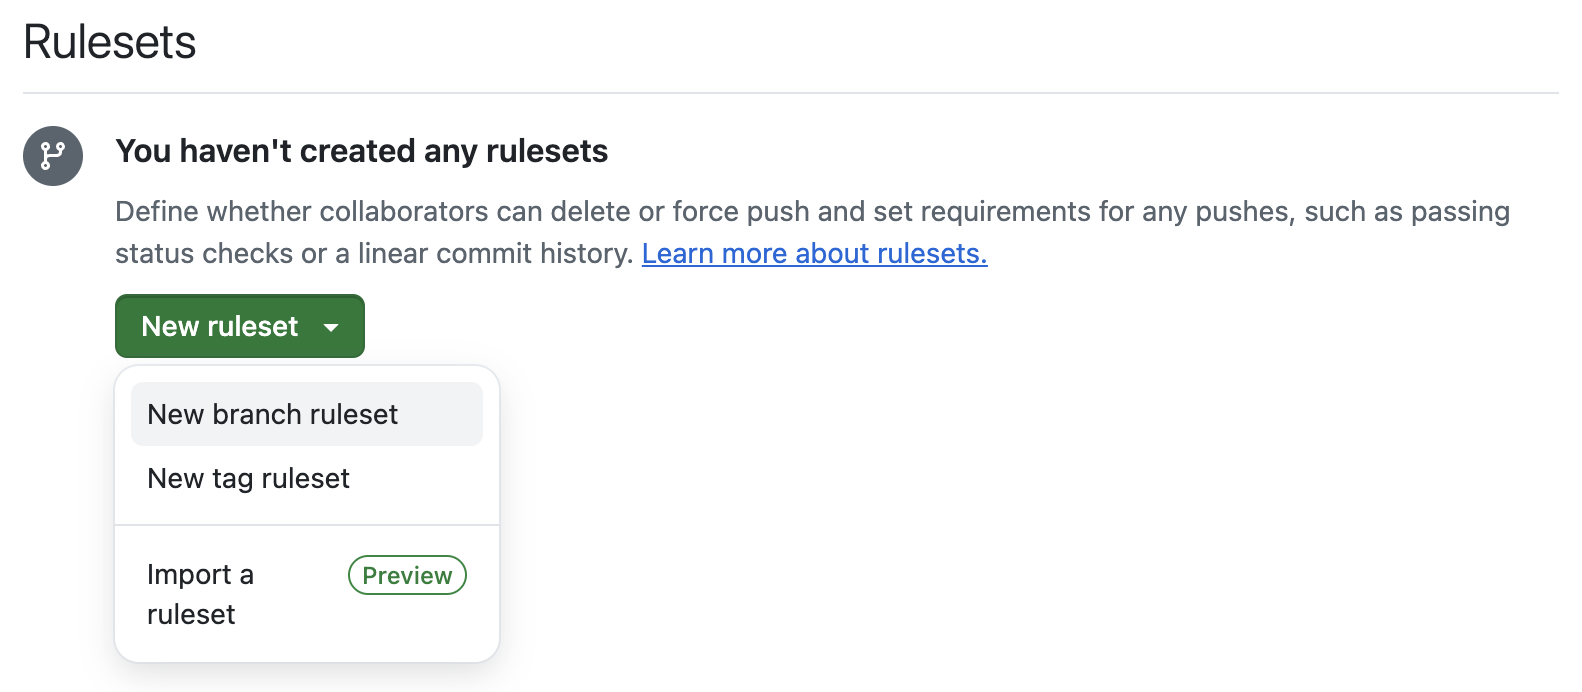 Rulesets
You haven't created any rulesets
Define whether collaborators can delete or force push and set requirements for any pushes, such as passing
status checks or a linear commit history. Learn more about rulesets.
New ruleset
New branch ruleset
New tag ruleset
Import a
ruleset
Preview